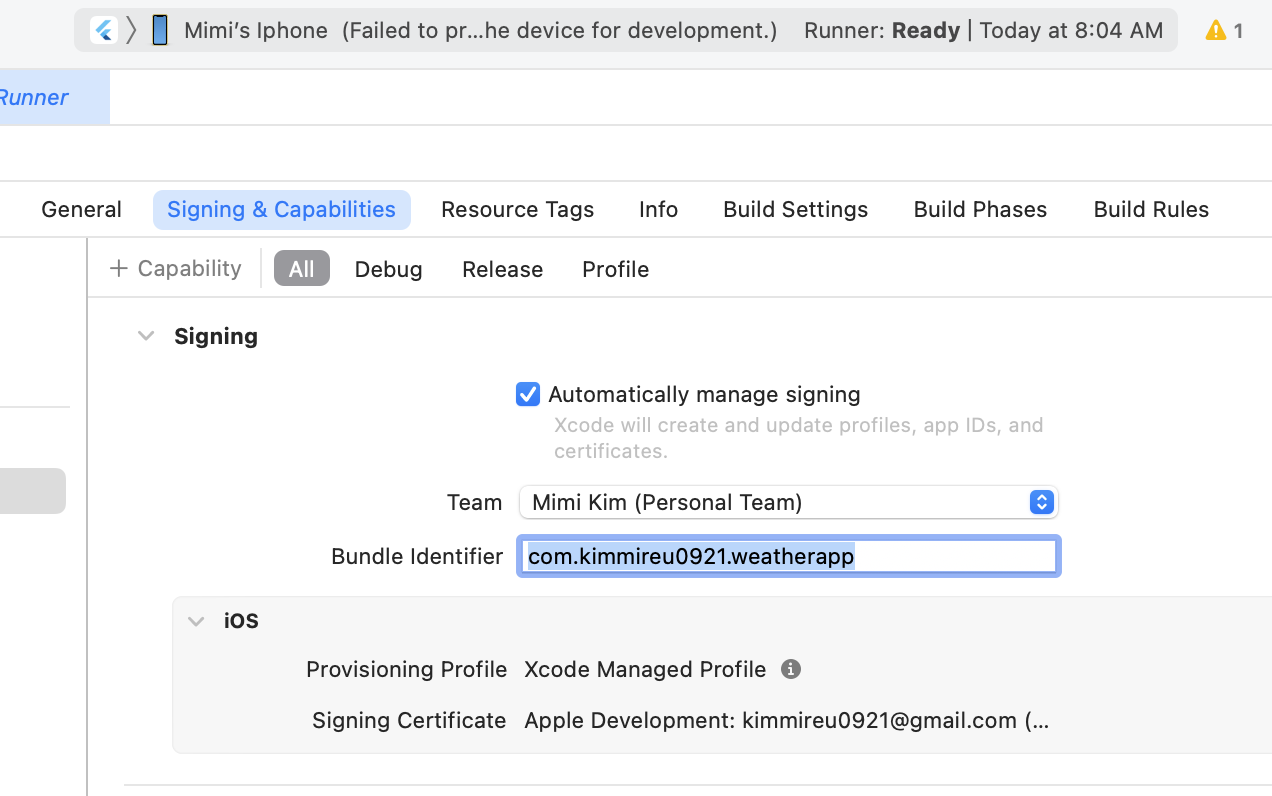 Mimi’s Iphone (Failed to pr...he device for development.) Runner: Ready | Today at 8:04 AM 1
Runner
General Signing & Capabilities Resource Tags Info Build Settings Build Phases Build Rules
+ Capability All Debug Release Profile
Signing
Automatically manage signing
Xcode will create and update profiles, app IDs, and
certificates.
Team Mimi Kim (Personal Team)
Bundle Identifier com.kimmireu0921.weatherapp
iOS
Provisioning Profile Xcode Managed Profile
Signing Certificate Apple Development: kimmireu0921@gmail.com (...